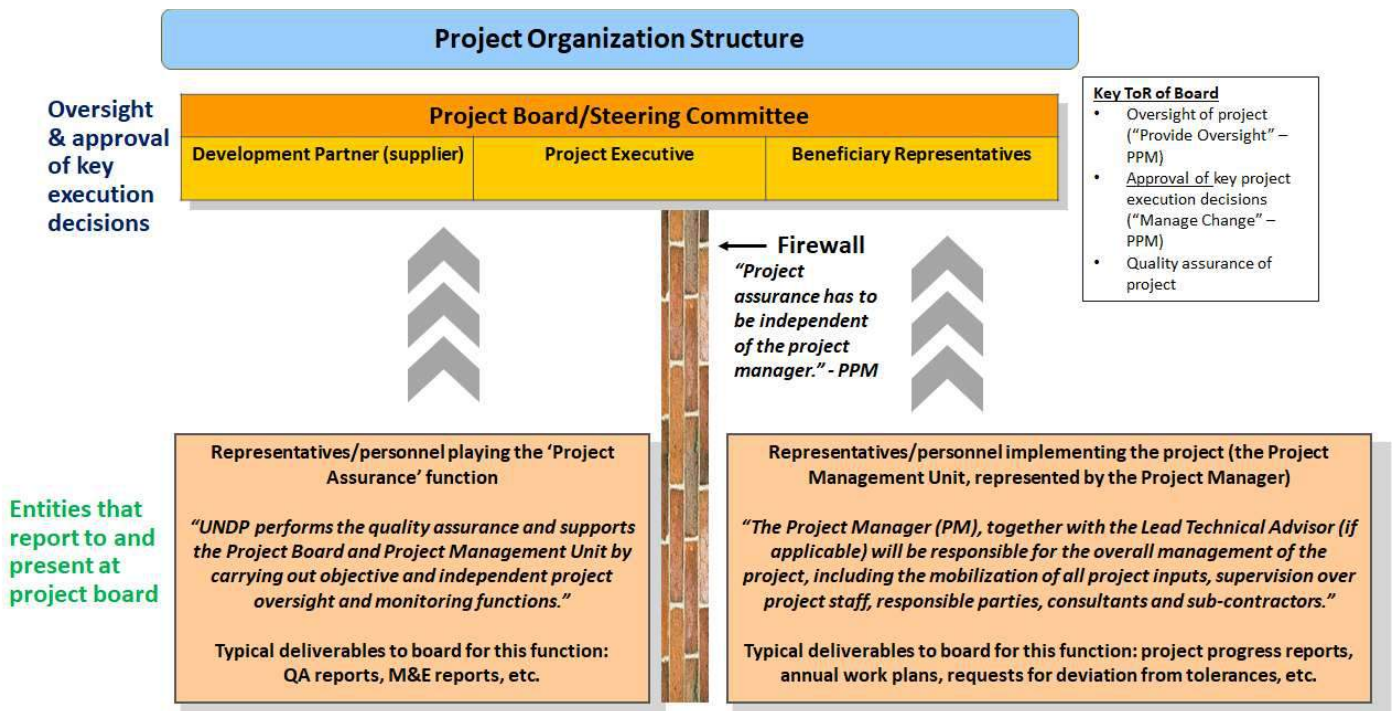 Project Organization Structure
Oversight
& approval
of key
execution
decisions
Project Board/Steering Committee
Development Partner (supplier)
Project Executive
Beneficiary Representatives
Key ToR of Board
• Oversight of project
(“Provide Oversight” –
PPM)
• Approval of key project
execution decisions
(“Manage Change” –
PPM)
• Quality assurance of
project
Firewall
“Project
assurance has to
be independent
of the project
manager.” - PPM
Entities that
report to and
present at
project board
Representatives/personnel playing the ‘Project
Assurance’ function
“UNDP performs the quality assurance and supports
the Project Board and Project Management Unit by
carrying out objective and independent project
oversight and monitoring functions.”
Typical deliverables to board for this function:
QA reports, M&E reports, etc.
Representatives/personnel implementing the project (the Project
Management Unit, represented by the Project Manager)
“The Project Manager (PM), together with the Lead Technical Advisor (if
applicable) will be responsible for the overall management of the
project, including the mobilization of all project inputs, supervision over
project staff, responsible parties, consultants and sub-contractors.”
Typical deliverables to board for this function: project progress reports,
annual work plans, requests for deviation from tolerances, etc.